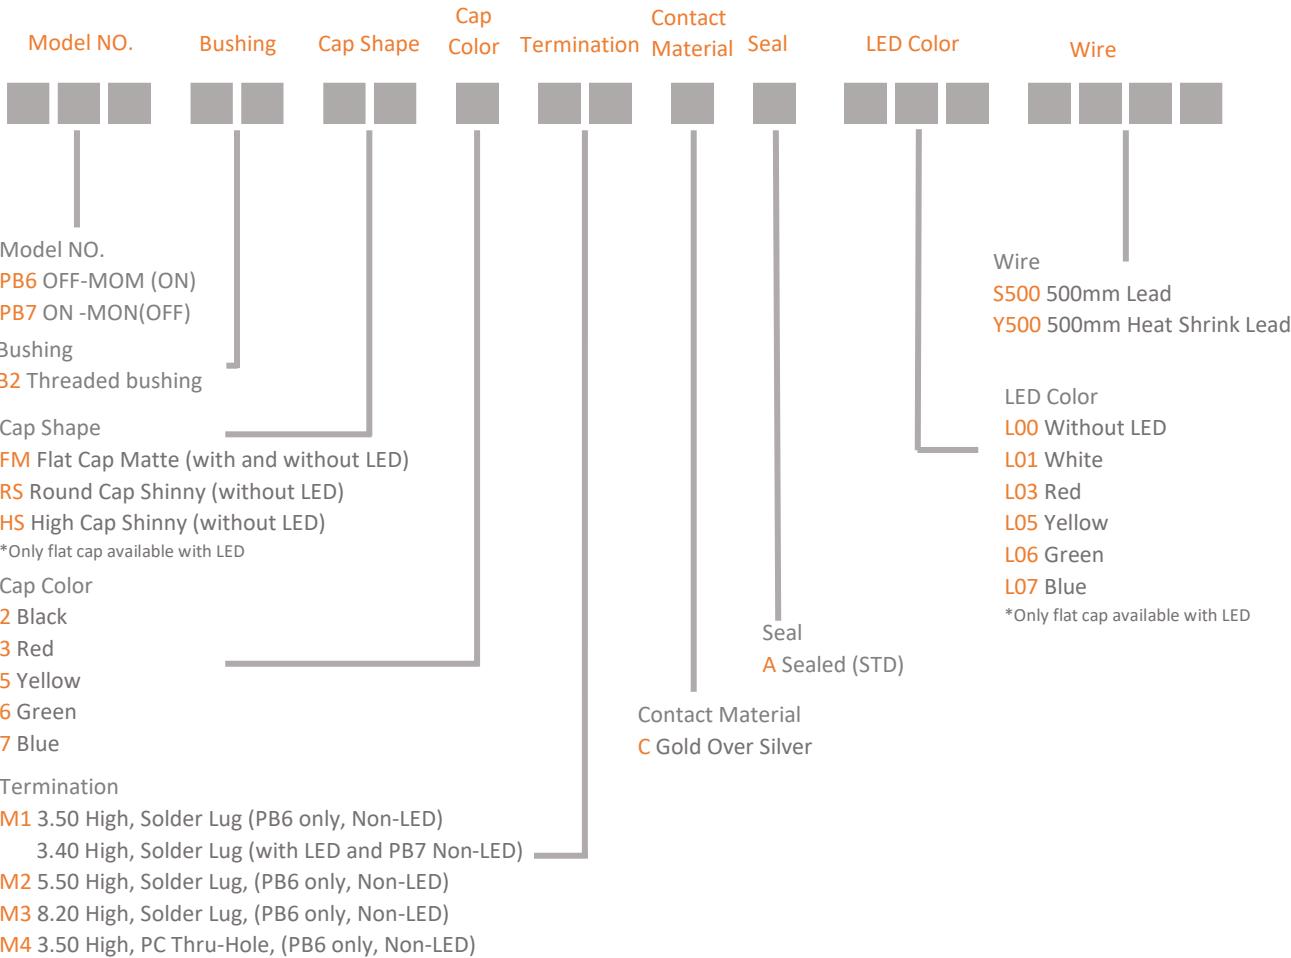 Model NO.
Bushing
Cap Shape
Cap
Color
Termination
Contact
Material
Seal
LED Color
Wire
Model NO.
PB6 OFF-MOM (ON)
PB7 ON -MON(OFF)
Bushing
B2 Threaded bushing
Cap Shape
FM Flat Cap Matte (with and without LED)
RS Round Cap Shinny (without LED)
HS High Cap Shinny (without LED)
*Only flat cap available with LED
Cap Color
2 Black
3 Red
5 Yellow
6 Green
7 Blue
Termination
M1 3.50 High, Solder Lug (PB6 only, Non-LED)
3.40 High, Solder Lug (with LED and PB7 Non-LED)
M2 5.50 High, Solder Lug, (PB6 only, Non-LED)
M3 8.20 High, Solder Lug, (PB6 only, Non-LED)
M4 3.50 High, PC Thru-Hole, (PB6 only, Non-LED)
Contact Material
C Gold Over Silver
Seal
A Sealed (STD)
LED Color
L00 Without LED
L01 White
L03 Red
L05 Yellow
L06 Green
L07 Blue
*Only flat cap available with LED
Wire
S500 500mm Lead
Y500 500mm Heat Shrink Lead